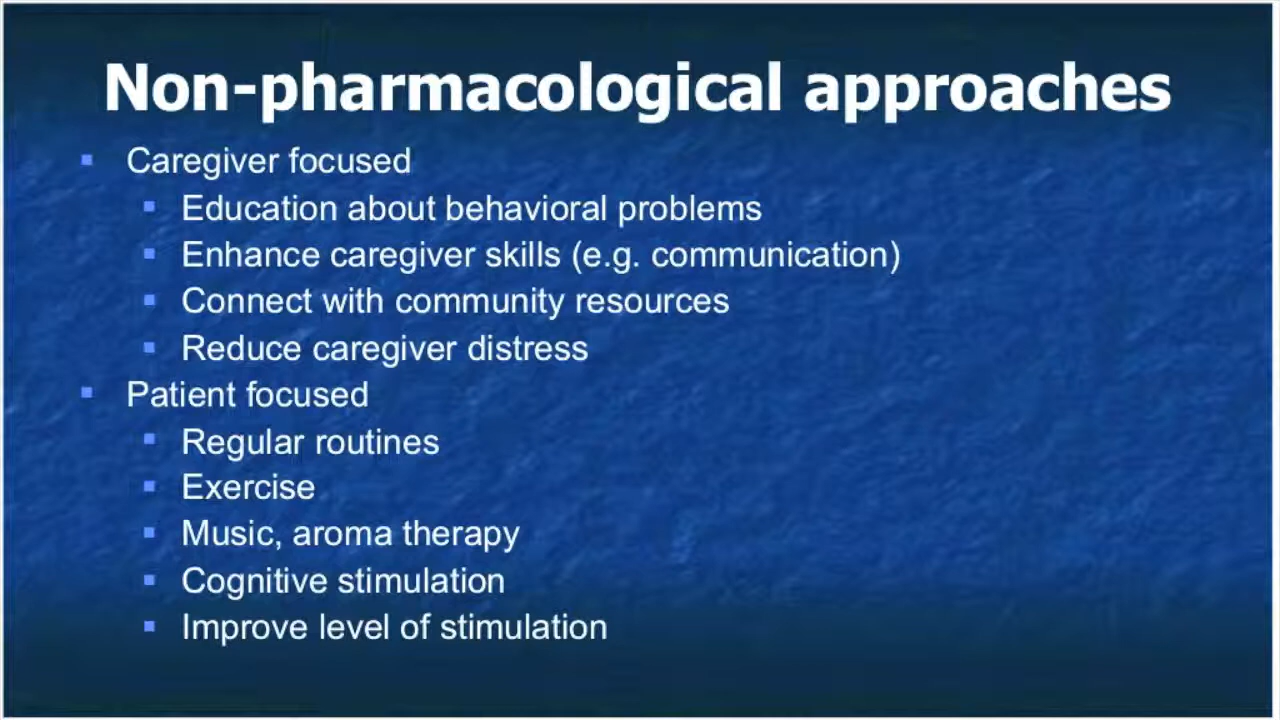 Non-pharmacological approaches
Caregiver focused
Education about behavioral problems
Enhance caregiver skills (e.g. communication)
Connect with community resources
Reduce caregiver distress
Patient focused
Regular routines
Exercise
Music, aroma therapy
Cognitive stimulation
Improve level of stimulation